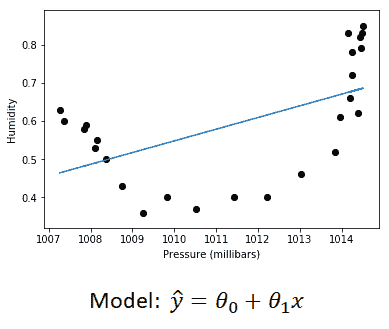 0.8
0.7
0.6
0.5
0.4
Humidity
1007 1008 1009 1010 1011 1012 1013 1014
Pressure (millibars)
Model: ŷ = θ₀ + θ₁x